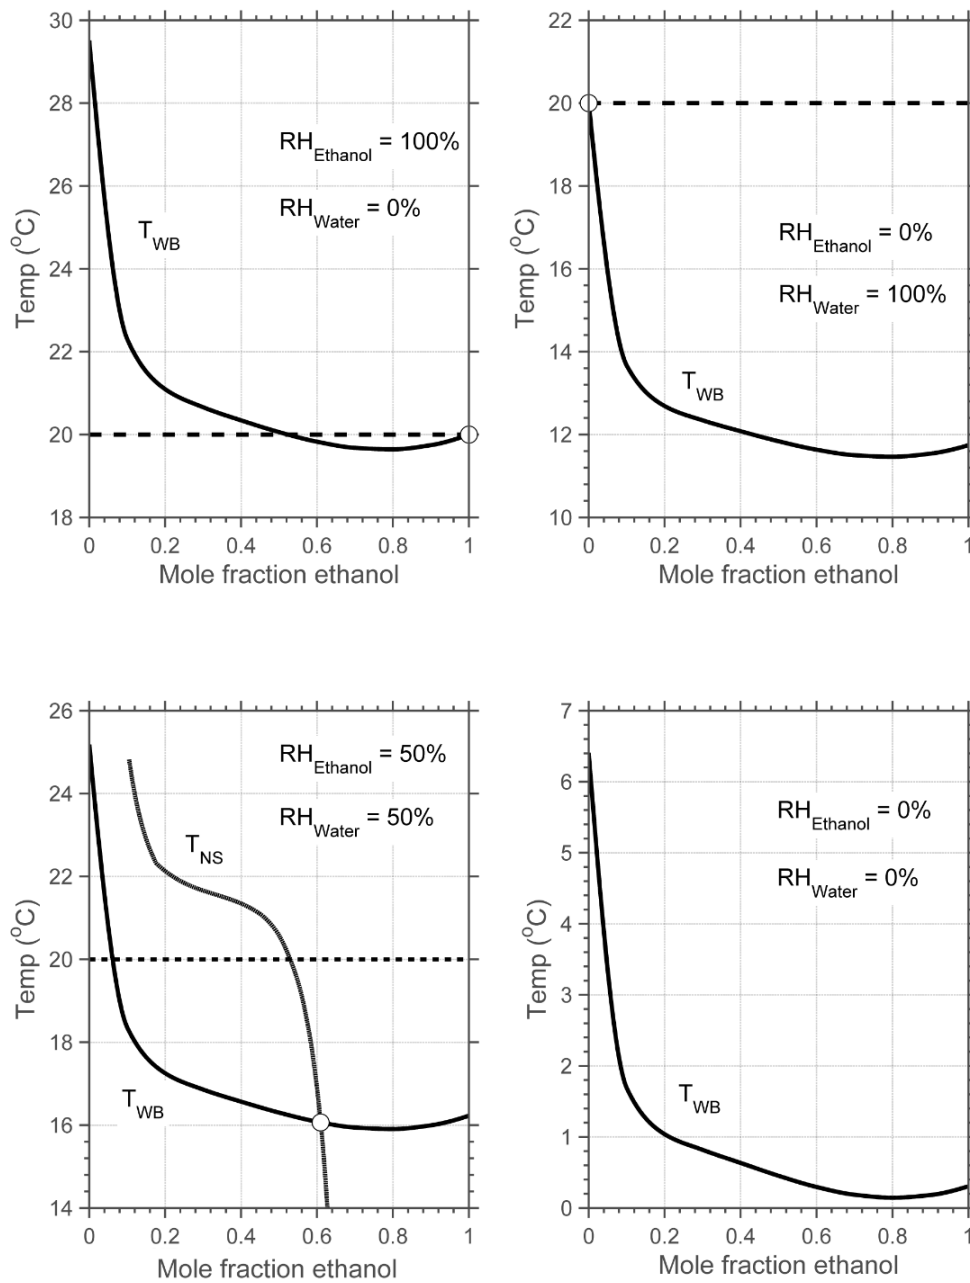 30
28
26
24
22
20
18
Temp (°C)
RH_Ethanol = 100%
RH_Water = 0%
T_WB
0 0.2 0.4 0.6 0.8 1
Mole fraction ethanol
22
20
18
16
14
12
10
Temp (°C)
RH_Ethanol = 0%
RH_Water = 100%
T_WB
0 0.2 0.4 0.6 0.8 1
Mole fraction ethanol
26
24
22
20
18
16
14
Temp (°C)
RH_Ethanol = 50%
RH_Water = 50%
T_NS
T_WB
0 0.2 0.4 0.6 0.8 1
Mole fraction ethanol
7
6
5
4
3
2
1
0
Temp (°C)
RH_Ethanol = 0%
RH_Water = 0%
T_WB
0 0.2 0.4 0.6 0.8 1
Mole fraction ethanol